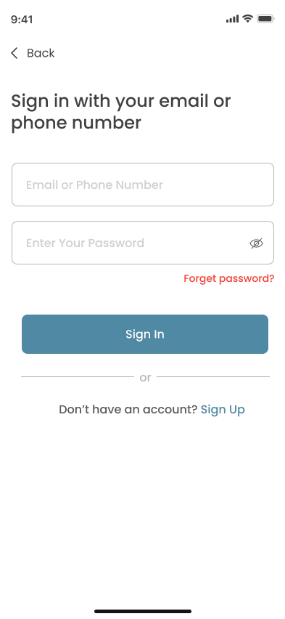 9:41
Back
Sign in with your email or
phone number
Email or Phone Number
Enter Your Password
Forget password?
Sign In
or
Don't have an account? Sign Up